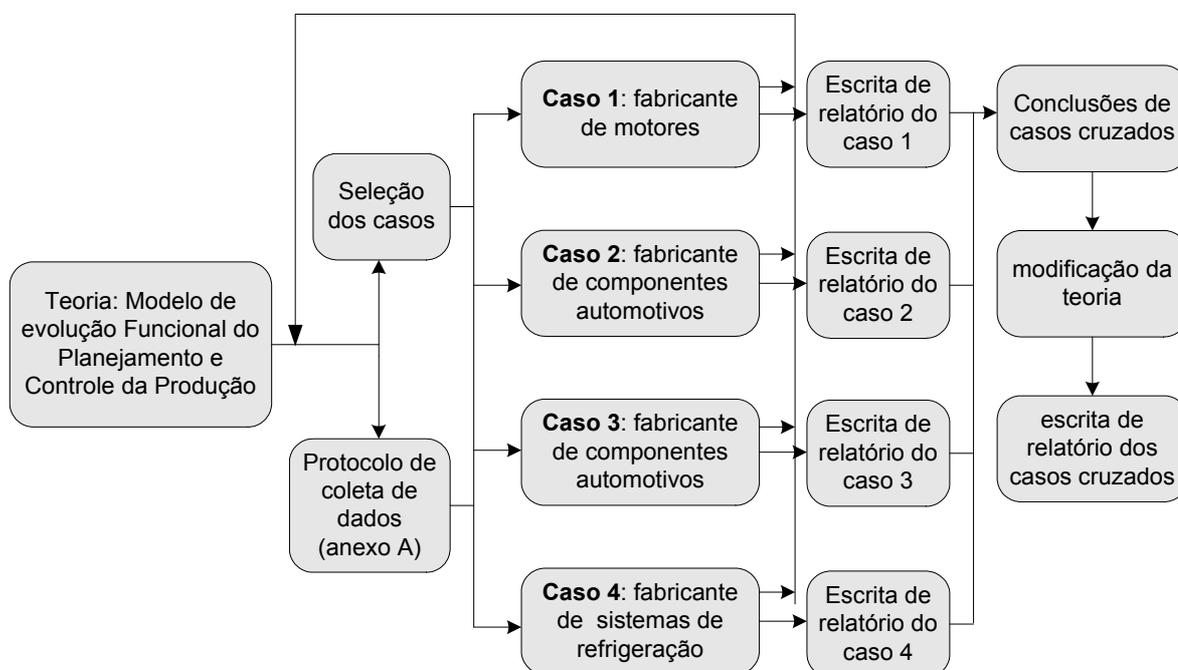 Teoria: Modelo de
evolução Funcional do
Planejamento e
Controle da Produção
Seleção
dos casos
Protocolo de
coleta de
dados
(anexo A)
Caso 1: fabricante
de motores
Caso 2: fabricante
de componentes
automotivos
Caso 3: fabricante
de componentes
automotivos
Caso 4: fabricante
de sistemas de
refrigeração
Escrita de
relatório do
caso 1
Escrita de
relatório do
caso 2
Escrita de
relatório do
caso 3
Escrita de
relatório do
caso 4
Conclusões de
casos cruzados
modificação da
teoria
escrita de
relatório dos
casos cruzados